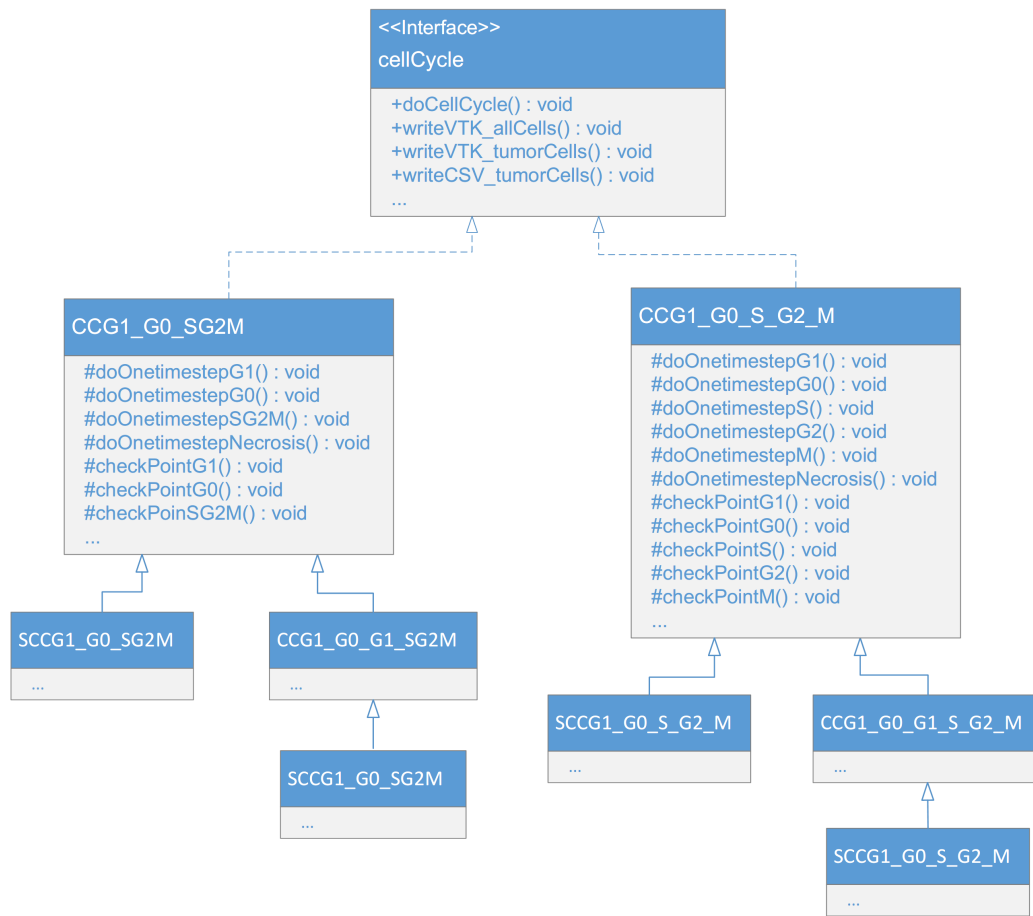 <<Interface>>
cellCycle
+doCellCycle() : void
+writeVTK_allCells() : void
+writeVTK_tumorCells() : void
+writeCSV_tumorCells() : void
...
CCG1_G0_SG2M
#doOnetimestepG1() : void
#doOnetimestepG0() : void
#doOnetimestepSG2M() : void
#doOnetimestepNecrosis() : void
#checkPointG1() : void
#checkPointG0() : void
#checkPoinSG2M() : void
...
CCG1_G0_S_G2_M
#doOnetimestepG1() : void
#doOnetimestepG0() : void
#doOnetimestepS() : void
#doOnetimestepG2() : void
#doOnetimestepM() : void
#doOnetimestepNecrosis() : void
#checkPointG1() : void
#checkPointG0() : void
#checkPointS() : void
#checkPointG2() : void
#checkPointM() : void
...
SCCG1_G0_SG2M
...
CCG1_G0_G1_SG2M
...
SCCG1_G0_SG2M
...
SCCG1_G0_S_G2_M
...
CCG1_G0_G1_S_G2_M
...
SCCG1_G0_S_G2_M
...